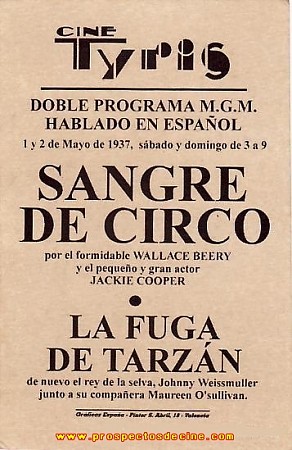 CINE
Tyris
DOBLE PROGRAMA M.G.M.
HABLADO EN ESPAÑOL
1 y 2 de Mayo de 1937, sábado y domingo de 3 a 9
SANGRE
DE CIRCO
por el formidable WALLACE BEERY
y el pequeño y gran actor
JACKIE COOPER
LA FUGA
DE TARZÁN
de nuevo el rey de la selva, Johnny Weissmuller
junto a su compañera Maureen O'sullivan.
Gráficas España - Pintor S. Abril, 15 - Valencia
www.prospectosdecine.com